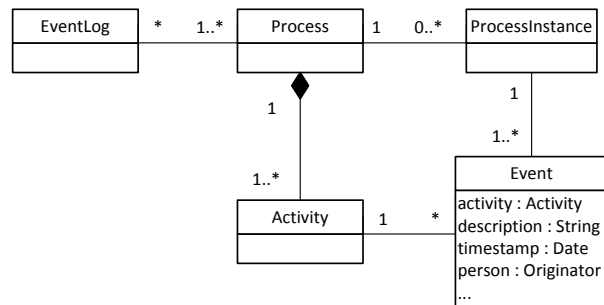 EventLog
*
1..*
Process
1
0..*
ProcessInstance
1
1
1..*
1..*
Event
Activity
1
*
activity : Activity
description : String
timestamp : Date
person : Originator
...